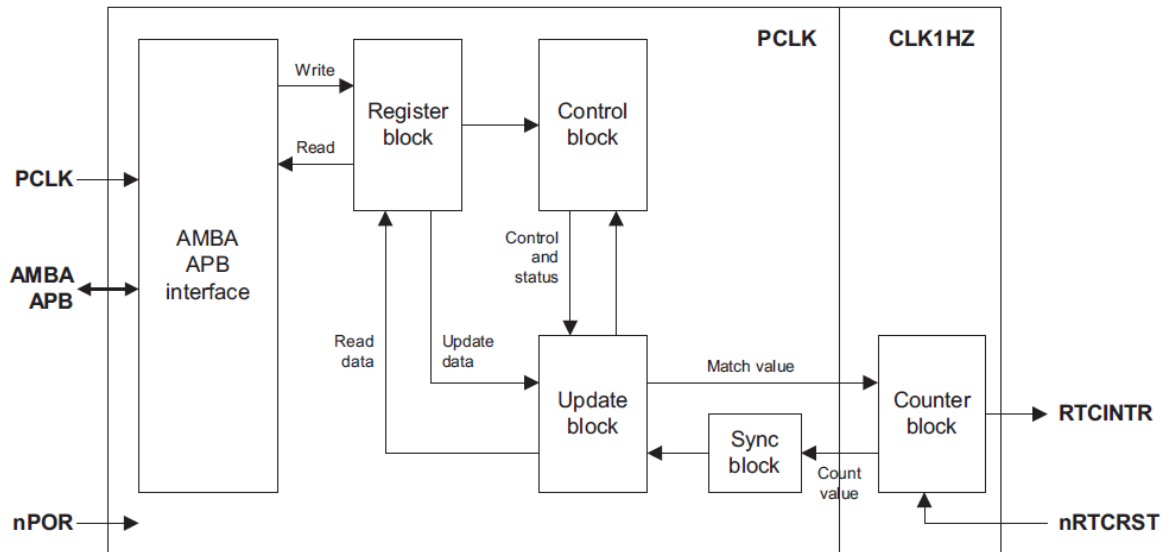 PCLK
CLK1HZ
Write
Register
block
Control
block
Read
PCLK
AMBA
APB
interface
AMBA
APB
Control
and
status
Read
data
Update
data
Match value
Update
block
Counter
block
RTCINTR
Sync
block
Count
value
nPOR
nRTCRST